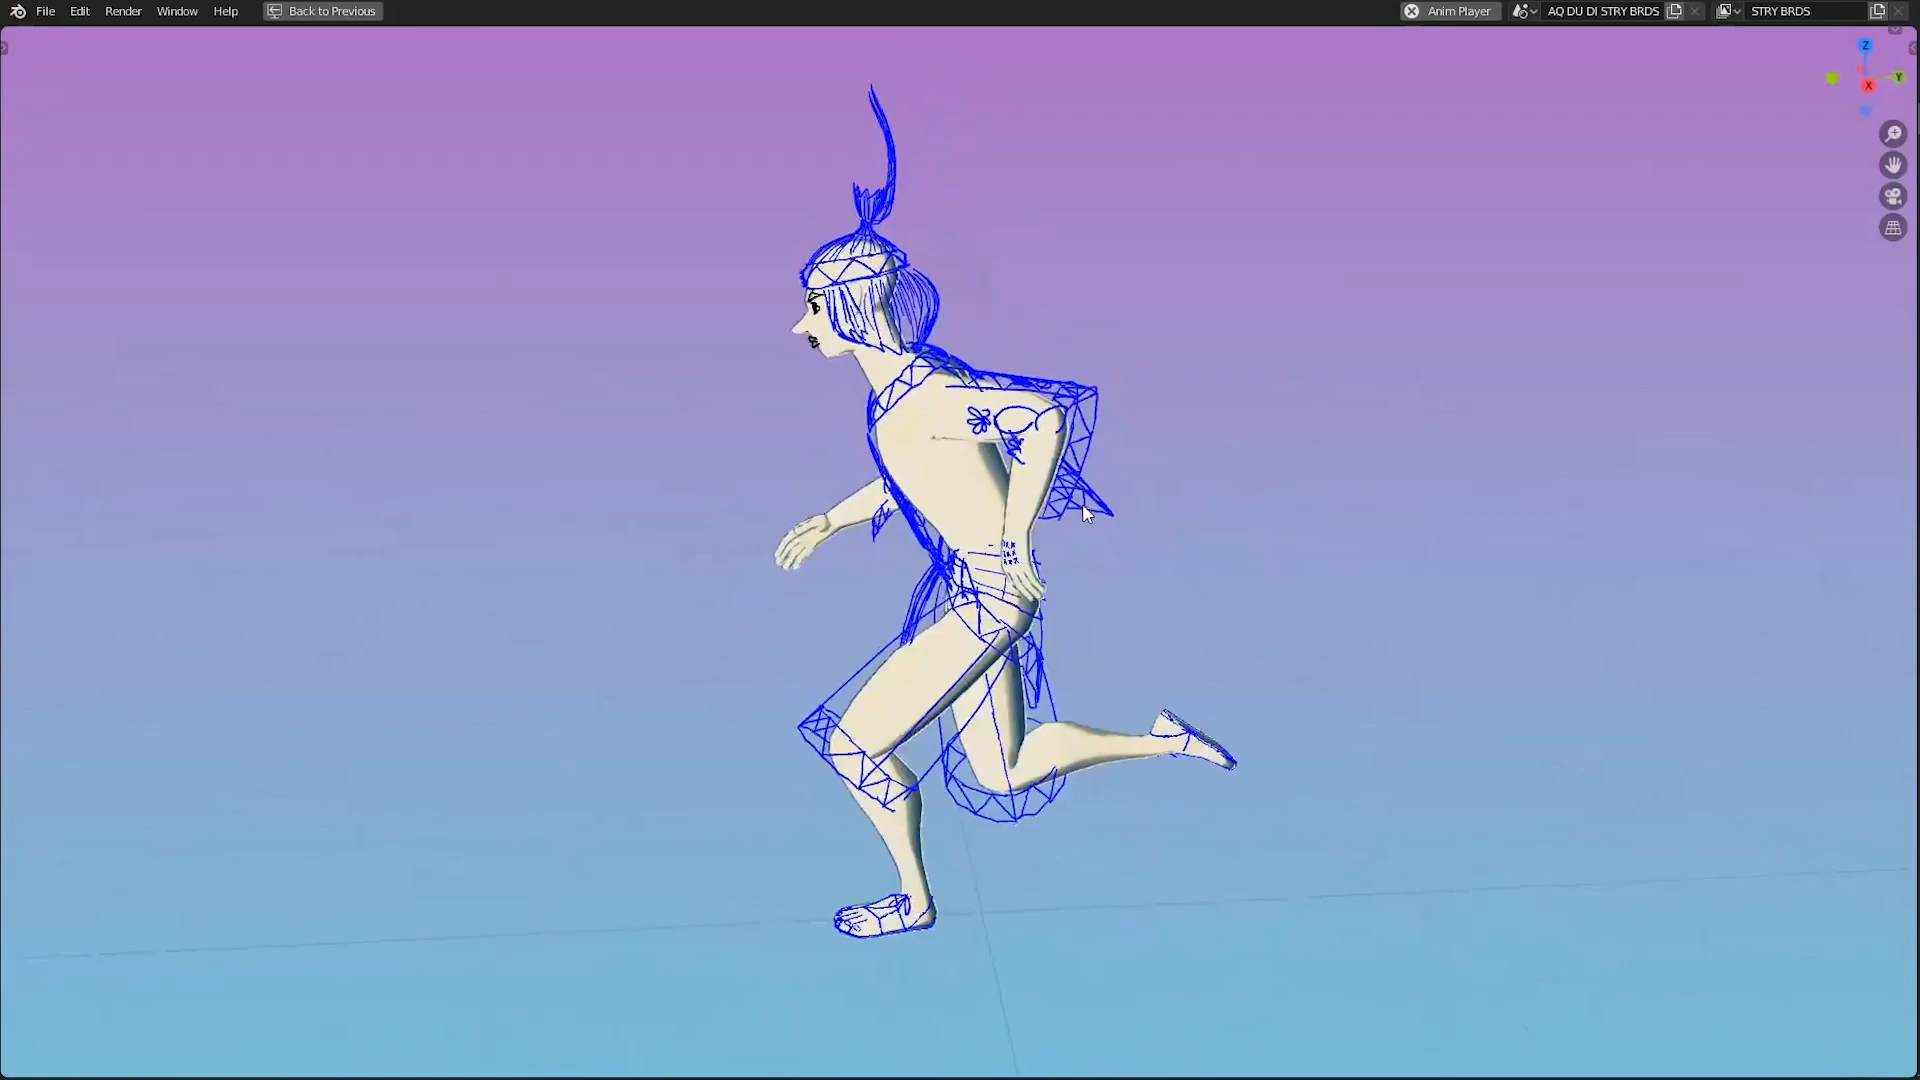 File Edit Render Window Help Back to Previous Anim Player AQ DU DI STRY BRDS STRY BRDS
Z
Y
X